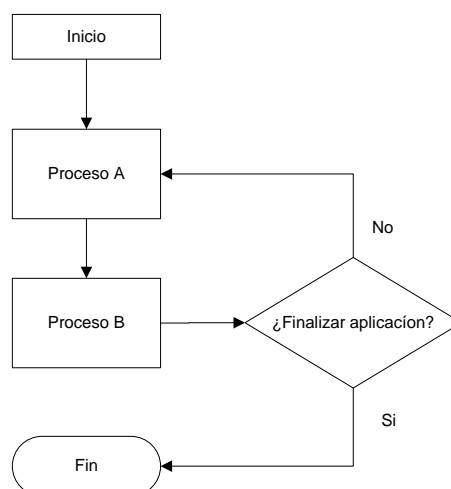 Inicio
Proceso A
No
Proceso B
¿Finalizar aplicacíon?
Si
Fin